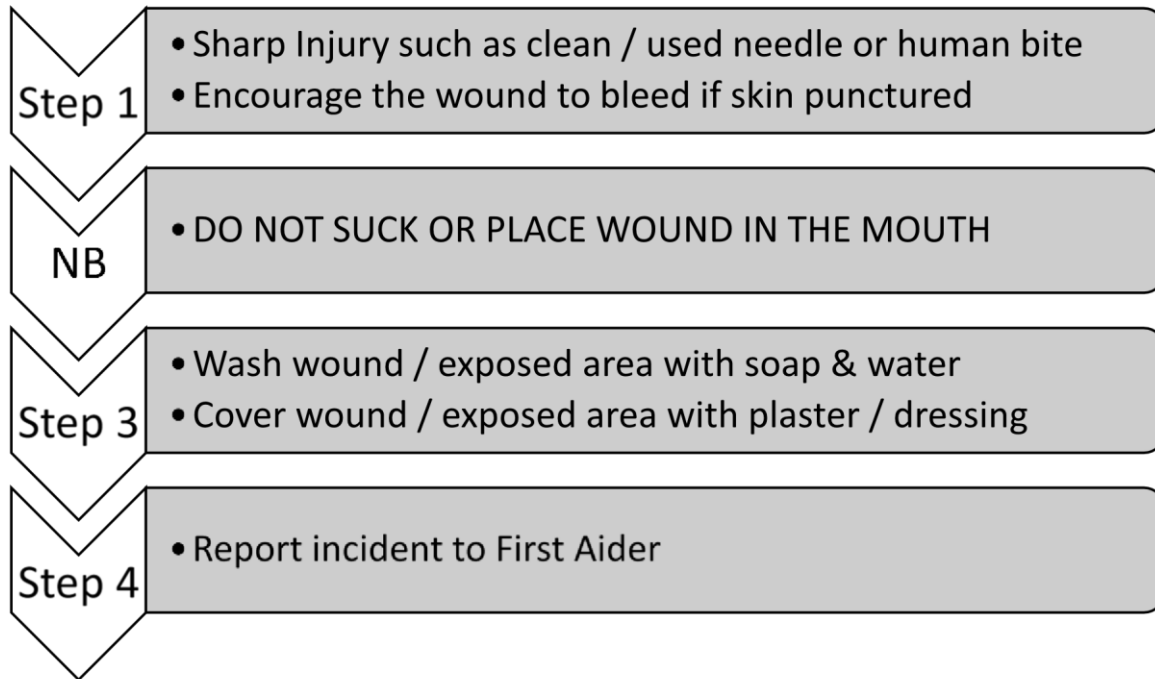 Step 1
• Sharp Injury such as clean / used needle or human bite
• Encourage the wound to bleed if skin punctured
NB
• DO NOT SUCK OR PLACE WOUND IN THE MOUTH
Step 3
• Wash wound / exposed area with soap & water
• Cover wound / exposed area with plaster / dressing
Step 4
• Report incident to First Aider